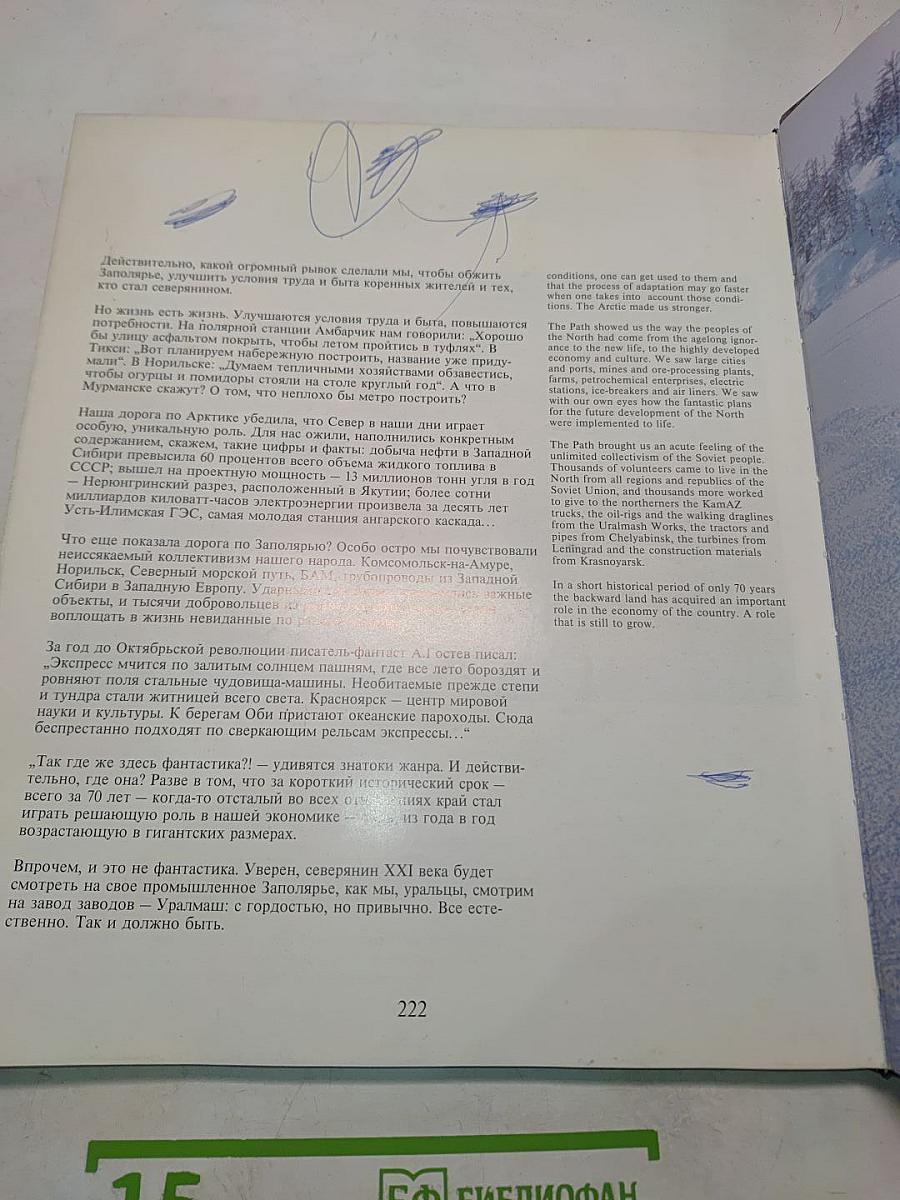 Действительно, какой огромный рывок сделали мы, чтобы обжить
Заполярье, улучшить условия труда и быта коренных жителей и тех,
кто стал северянином.
Но жизнь есть жизнь. Улучшаются условия труда и быта, повышаются
потребности. На полярной станции Амбарчик нам говорили: „Хорошо
бы улицу асфальтом покрыть, чтобы летом пройтись в туфлях“. В
Тикси: „Вот планируем набережную построить, название уже приду-
мали“. В Норильске: „Думаем тепличными хозяйствами обзавестись,
чтобы огурцы и помидоры стояли на столе круглый год“. А что в
Мурманске скажут? О том, что неплохо бы метро построить?
Наша дорога по Арктике убедила, что Север в наши дни играет
особую, уникальную роль. Для нас ожили, наполнились конкретным
содержанием, скажем, такие цифры и факты: добыча нефти в Западной
Сибири превысила 60 процентов всего объема жидкого топлива в
СССР; вышел на проектную мощность — 13 миллионов тонн угля в год
— Нерюнгринский разрез, расположенный в Якутии; более сотни
миллиардов киловатт-часов электроэнергии произвела за десять лет
Усть-Илимская ГЭС, самая молодая станция ангарского каскада...
Что еще показала дорога по Заполярью? Особо остро мы почувствовали
неиссякаемый коллективизм нашего народа. Комсомольск-на-Амуре,
Норильск, Северный морской путь, БАМ, трубопроводы из Западной
Сибири в Западную Европу. важные
объекты, и тысячи добровольцев
воплощать в жизнь невиданные по
За год до Октябрьской революции писатель-фантаст А.Гостев писал:
„Экспресс мчится по залитым солнцем пашням, где все лето бороздят и
ровняют поля стальные чудовища-машины. Необитаемые прежде степи
и тундра стали житницей всего света. Красноярск — центр мировой
науки и культуры. К берегам Оби пристают океанские пароходы. Сюда
беспрестанно подходят по сверкающим рельсам экспрессы...“
„Так где же здесь фантастика?! — удивятся знатоки жанра. И действи-
тельно, где она? Разве в том, что за короткий исторический срок —
всего за 70 лет — когда-то отсталый во всех отношениях край стал
играть решающую роль в нашей экономике — из года в год
возрастающую в гигантских размерах.
Впрочем, и это не фантастика. Уверен, северянин XXI века будет
смотреть на свое промышленное Заполярье, как мы, уральцы, смотрим
на завод заводов — Уралмаш: с гордостью, но привычно. Все есте-
ственно. Так и должно быть.
conditions, one can get used to them and
that the process of adaptation may go faster
when one takes into account those condi-
tions. The Arctic made us stronger.
The Path showed us the way the peoples of
the North had come from the agelong ignor-
ance to the new life, to the highly developed
economy and culture. We saw large cities
and ports, mines and ore-processing plants,
farms, petrochemical enterprises, electric
stations, ice-breakers and air liners. We saw
with our own eyes how the fantastic plans
for the future development of the North
were implemented to life.
The Path brought us an acute feeling of the
unlimited collectivism of the Soviet people.
Thousands of volunteers came to live in the
North from all regions and republics of the
Soviet Union, and thousands more worked
to give to the northerners the KamAZ
trucks, the oil-rigs and the walking draglines
from the Uralmash Works, the tractors and
pipes from Chelyabinsk, the turbines from
Leningrad and the construction materials
from Krasnoyarsk.
In a short historical period of only 70 years
the backward land has acquired an important
role in the economy of the country. A role
that is still to grow.
222
15
БФ БИБЛИОФАН